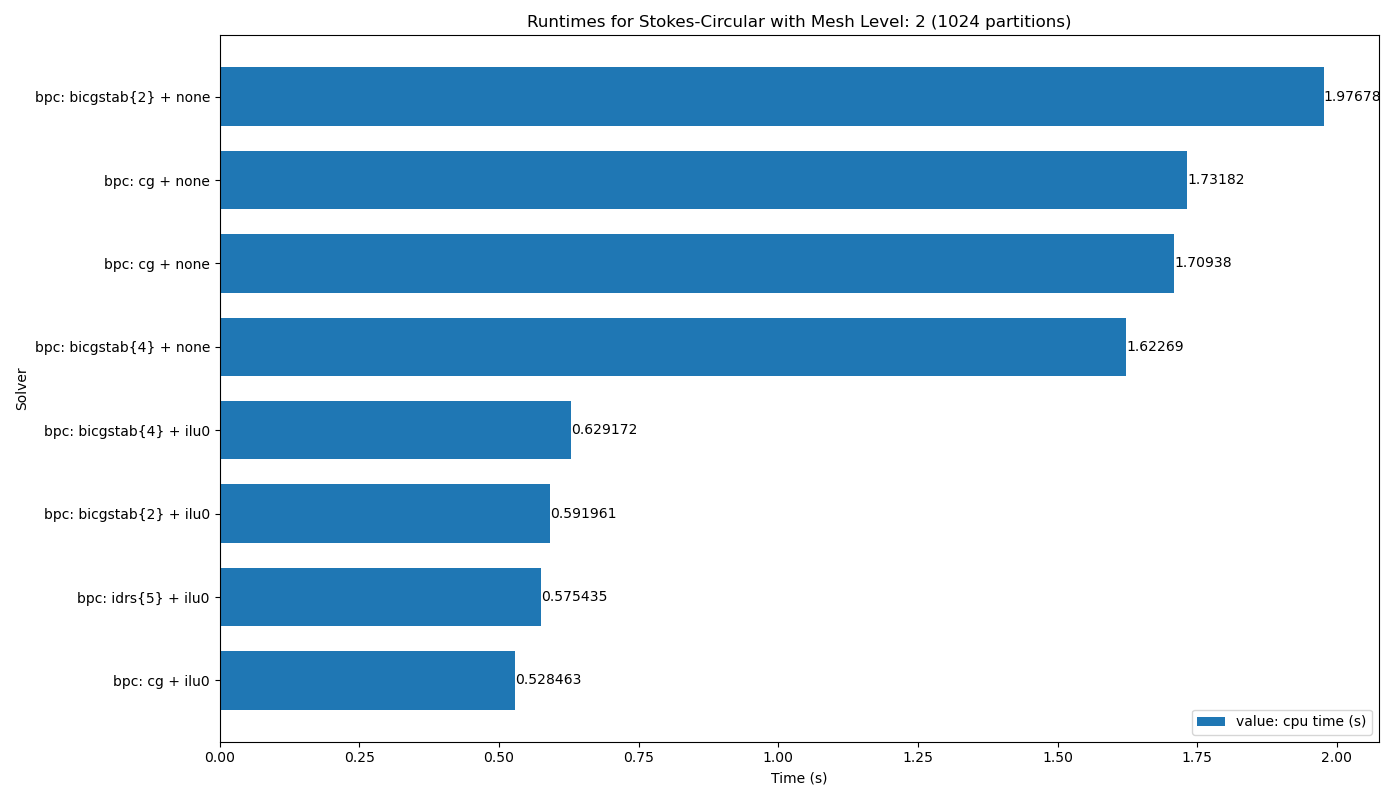 Runtimes for Stokes-Circular with Mesh Level: 2 (1024 partitions)
bpc: bicgstab{2} + none
1.97678
bpc: cg + none
1.73182
bpc: cg + none
1.70938
bpc: bicgstab{4} + none
1.62269
Solver
bpc: bicgstab{4} + ilu0
0.629172
bpc: bicgstab{2} + ilu0
0.591961
bpc: idrs{5} + ilu0
0.575435
bpc: cg + ilu0
0.528463
value: cpu time (s)
0.00 0.25 0.50 0.75 1.00 1.25 1.50 1.75 2.00
Time (s)